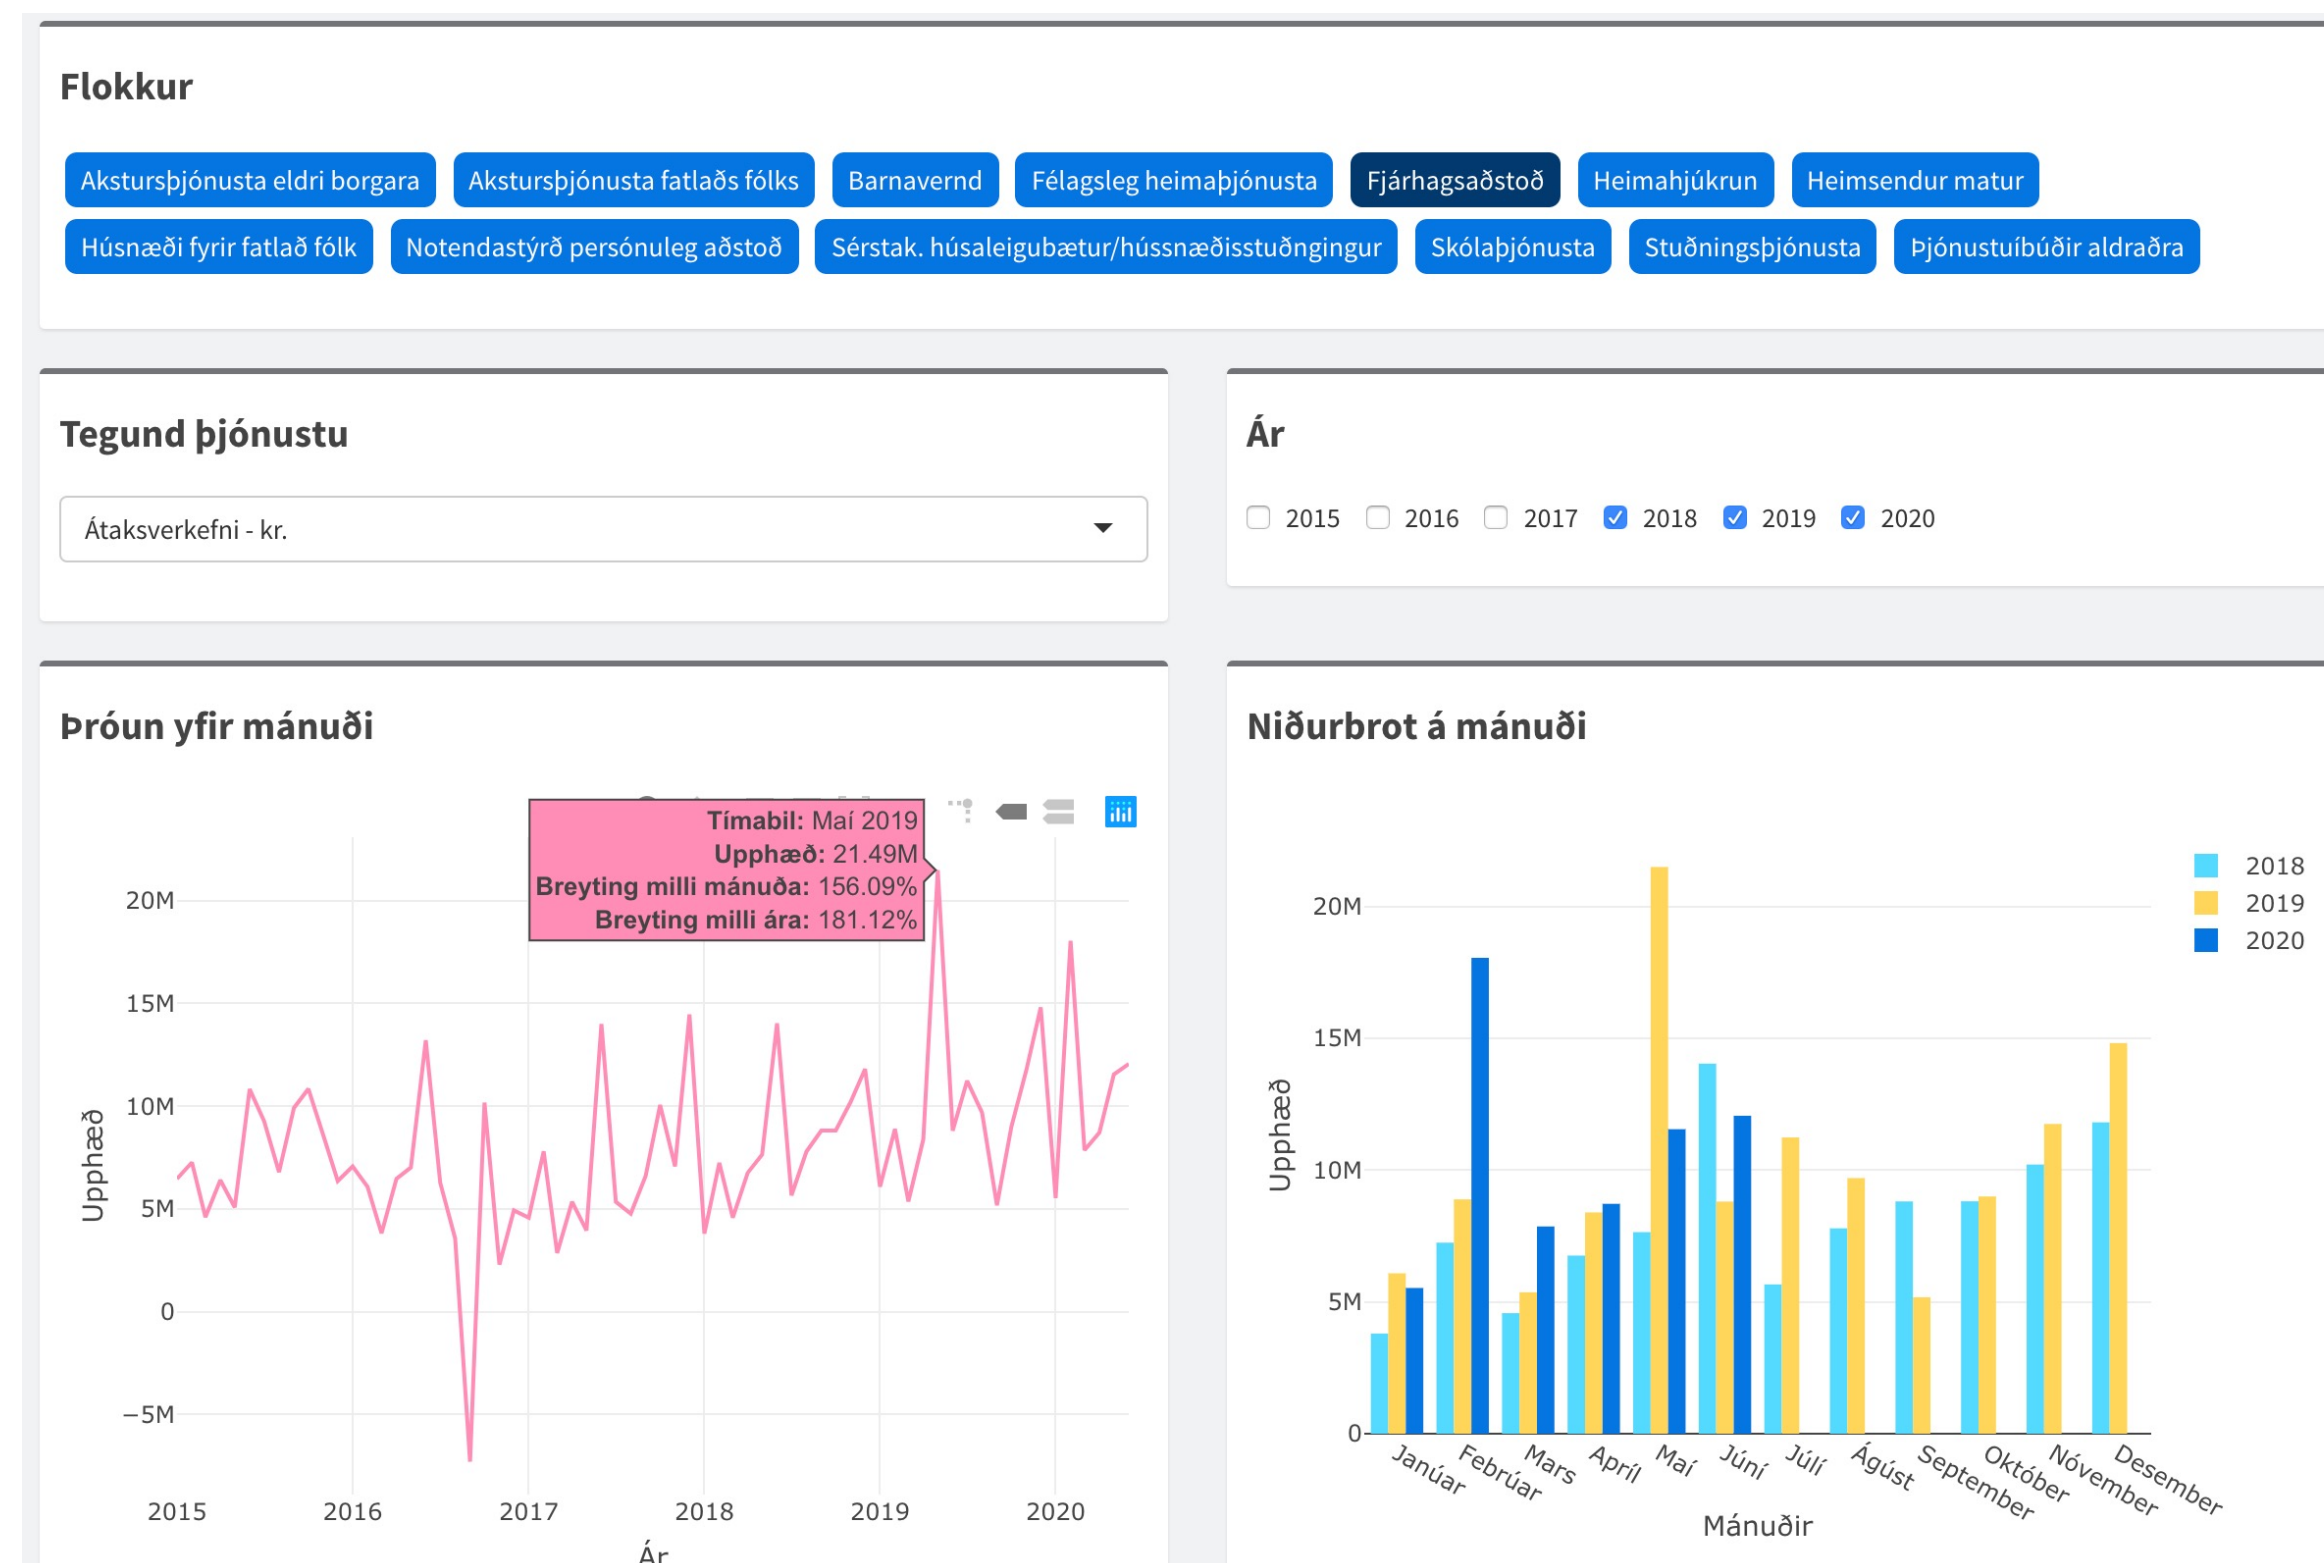 Flokkur
Akstursþjónusta eldri borgara Akstursþjónusta fatlaðs fólks Barnavernd Félagsleg heimaþjónusta Fjárhagsaðstoð Heimahjúkrun Heimsendur matur
Húsnæði fyrir fatlað fólk Notendastýrð persónuleg aðstoð Sérstak. húsaleigubætur/hússnæðisstuðngingur Skólaþjónusta Stuðningsþjónusta Þjónustuíbúðir aldraðra
Tegund þjónustu
Átaksverkefni - kr.
Ár
2015 2016 2017 2018 2019 2020
Þróun yfir mánuði
Tímabil: Maí 2019
Upphæð: 21.49M
Breyting milli mánuða: 156.09%
Breyting milli ára: 181.12%
20M
15M
10M
5M
0
−5M
Upphæð
2015 2016 2017 2018 2019 2020
Ár
Niðurbrot á mánuði
2018
2019
2020
20M
15M
10M
5M
0
Upphæð
Janúar Febrúar Mars Apríl Maí Júní Júlí Ágúst September Október Nóvember Desember
Mánuðir